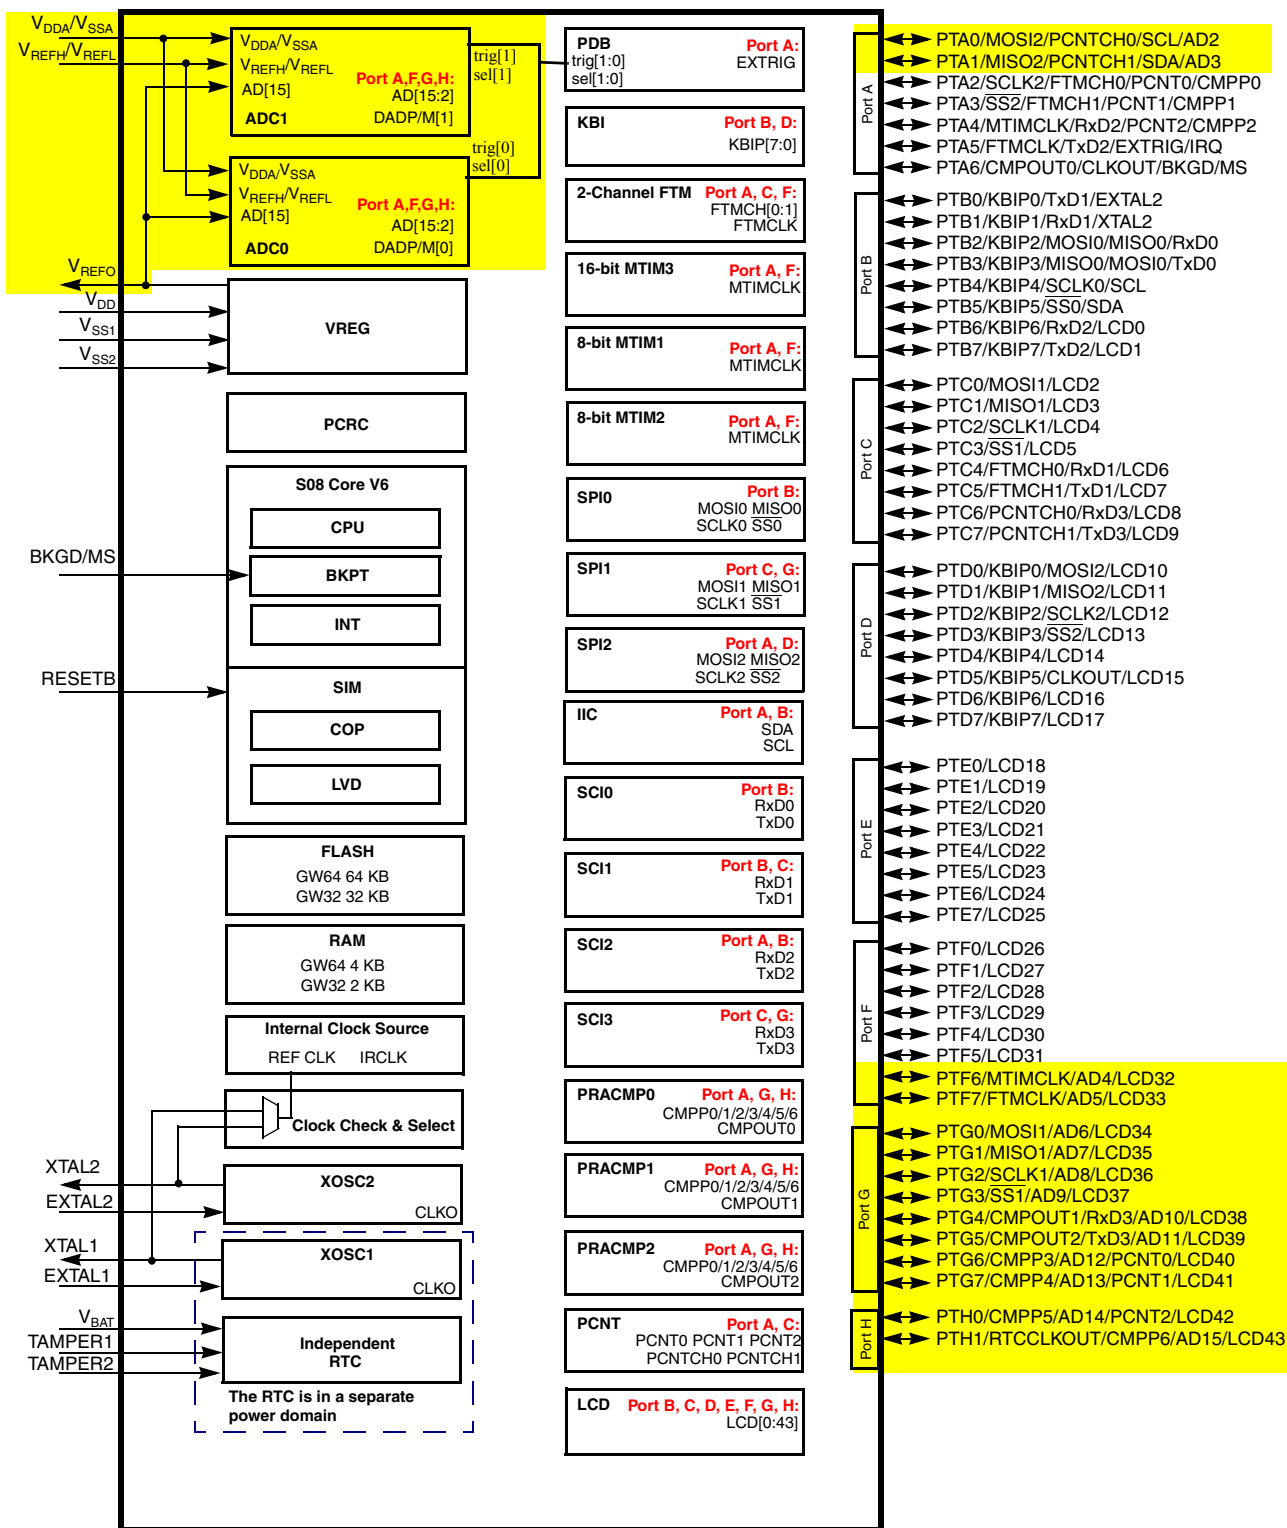 V_DDA/V_SSA
V_REFH/V_REFL
V_REFO
V_DD
V_SS1
V_SS2
BKGD/MS
RESETB
XTAL2
EXTAL2
XTAL1
EXTAL1
V_BAT
TAMPER1
TAMPER2
V_DDA/V_SSA
V_REFH/V_REFL
Port A,F,G,H:
AD[15]
AD[15:2]
ADC1
DADP/M[1]
trig[1]
sel[1]
V_DDA/V_SSA
V_REFH/V_REFL
Port A,F,G,H:
AD[15]
AD[15:2]
ADC0
DADP/M[0]
trig[0]
sel[0]
VREG
PCRC
S08 Core V6
CPU
BKPT
INT
SIM
COP
LVD
FLASH
GW64 64 KB
GW32 32 KB
RAM
GW64 4 KB
GW32 2 KB
Internal Clock Source
REF CLK IRCLK
Clock Check & Select
XOSC2
CLKO
XOSC1
CLKO
Independent
RTC
The RTC is in a separate
power domain
PDB Port A:
trig[1:0] EXTRIG
sel[1:0]
KBI Port B, D:
KBIP[7:0]
2-Channel FTM Port A, C, F:
FTMCH[0:1]
FTMCLK
16-bit MTIM3 Port A, F:
MTIMCLK
8-bit MTIM1 Port A, F:
MTIMCLK
8-bit MTIM2 Port A, F:
MTIMCLK
SPI0 Port B:
MOSI0 MISO0
SCLK0 SS0
SPI1 Port C, G:
MOSI1 MISO1
SCLK1 SS1
SPI2 Port A, D:
MOSI2 MISO2
SCLK2 SS2
IIC Port A, B:
SDA
SCL
SCI0 Port B:
RxD0
TxD0
SCI1 Port B, C:
RxD1
TxD1
SCI2 Port A, B:
RxD2
TxD2
SCI3 Port C, G:
RxD3
TxD3
PRACMP0 Port A, G, H:
CMPP0/1/2/3/4/5/6
CMPOUT0
PRACMP1 Port A, G, H:
CMPP0/1/2/3/4/5/6
CMPOUT1
PRACMP2 Port A, G, H:
CMPP0/1/2/3/4/5/6
CMPOUT2
PCNT Port A, C:
PCNT0 PCNT1 PCNT2
PCNTCH0 PCNTCH1
LCD Port B, C, D, E, F, G, H:
LCD[0:43]
Port A
PTA0/MOSI2/PCNTCH0/SCL/AD2
PTA1/MISO2/PCNTCH1/SDA/AD3
PTA2/SCLK2/FTMCH0/PCNT0/CMPP0
PTA3/SS2/FTMCH1/PCNT1/CMPP1
PTA4/MTIMCLK/RxD2/PCNT2/CMPP2
PTA5/FTMCLK/TxD2/EXTRIG/IRQ
PTA6/CMPOUT0/CLKOUT/BKGD/MS
Port B
PTB0/KBIP0/TxD1/EXTAL2
PTB1/KBIP1/RxD1/XTAL2
PTB2/KBIP2/MOSI0/MISO0/RxD0
PTB3/KBIP3/MISO0/MOSI0/TxD0
PTB4/KBIP4/SCLK0/SCL
PTB5/KBIP5/SS0/SDA
PTB6/KBIP6/RxD2/LCD0
PTB7/KBIP7/TxD2/LCD1
Port C
PTC0/MOSI1/LCD2
PTC1/MISO1/LCD3
PTC2/SCLK1/LCD4
PTC3/SS1/LCD5
PTC4/FTMCH0/RxD1/LCD6
PTC5/FTMCH1/TxD1/LCD7
PTC6/PCNTCH0/RxD3/LCD8
PTC7/PCNTCH1/TxD3/LCD9
Port D
PTD0/KBIP0/MOSI2/LCD10
PTD1/KBIP1/MISO2/LCD11
PTD2/KBIP2/SCLK2/LCD12
PTD3/KBIP3/SS2/LCD13
PTD4/KBIP4/LCD14
PTD5/KBIP5/CLKOUT/LCD15
PTD6/KBIP6/LCD16
PTD7/KBIP7/LCD17
Port E
PTE0/LCD18
PTE1/LCD19
PTE2/LCD20
PTE3/LCD21
PTE4/LCD22
PTE5/LCD23
PTE6/LCD24
PTE7/LCD25
Port F
PTF0/LCD26
PTF1/LCD27
PTF2/LCD28
PTF3/LCD29
PTF4/LCD30
PTF5/LCD31
PTF6/MTIMCLK/AD4/LCD32
PTF7/FTMCLK/AD5/LCD33
Port G
PTG0/MOSI1/AD6/LCD34
PTG1/MISO1/AD7/LCD35
PTG2/SCLK1/AD8/LCD36
PTG3/SS1/AD9/LCD37
PTG4/CMPOUT1/RxD3/AD10/LCD38
PTG5/CMPOUT2/TxD3/AD11/LCD39
PTG6/CMPP3/AD12/PCNT0/LCD40
PTG7/CMPP4/AD13/PCNT1/LCD41
Port H
PTH0/CMPP5/AD14/PCNT2/LCD42
PTH1/RTCCLKOUT/CMPP6/AD15/LCD43